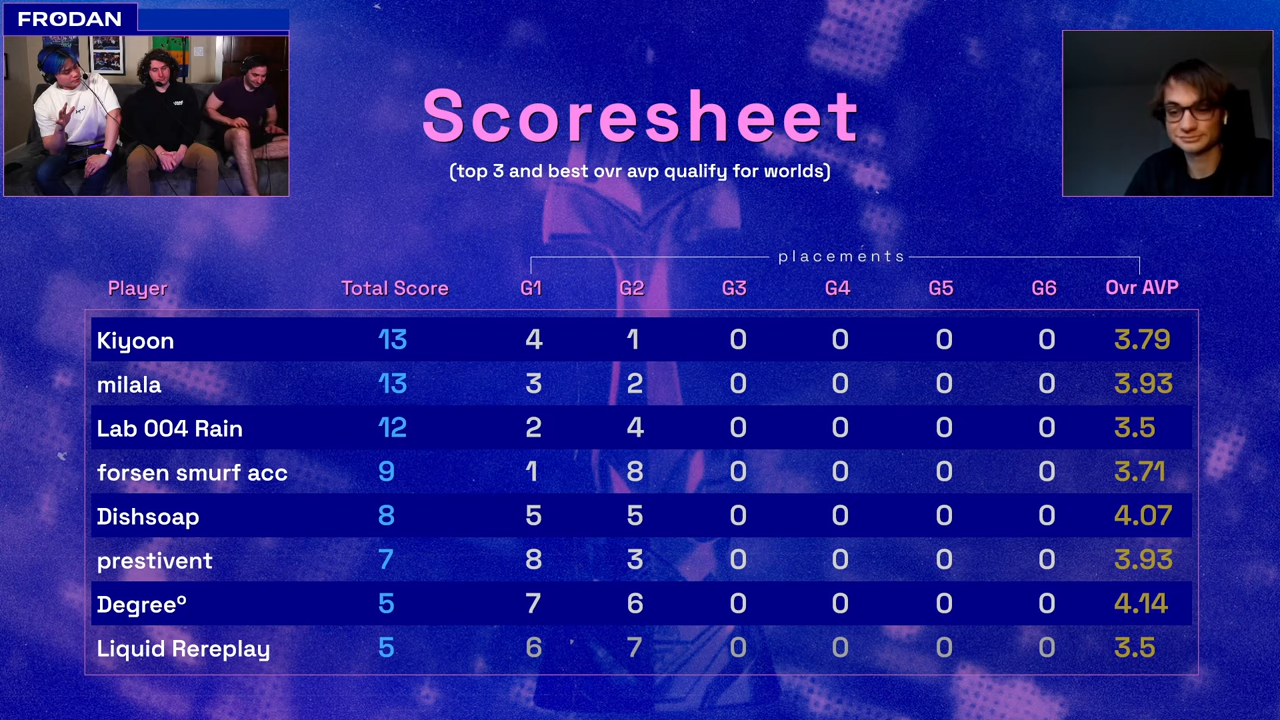 FRODAN
Scoresheet
(top 3 and best ovr avp qualify for worlds)
placements
Player Total Score G1 G2 G3 G4 G5 G6 Ovr AVP
Kiyoon 13 4 1 0 0 0 0 3.79
milala 13 3 2 0 0 0 0 3.93
Lab 004 Rain 12 2 4 0 0 0 0 3.5
forsen smurf acc 9 1 8 0 0 0 0 3.71
Dishsoap 8 5 5 0 0 0 0 4.07
prestivent 7 8 3 0 0 0 0 3.93
Degreeº 5 7 6 0 0 0 0 4.14
Liquid Rereplay 5 6 7 0 0 0 0 3.5